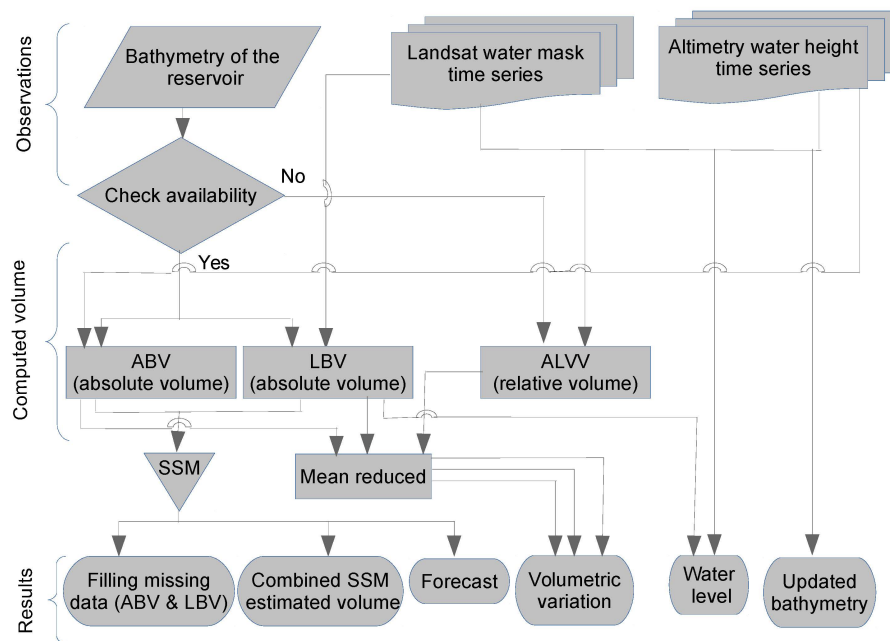 Observations
Bathymetry of the
reservoir
Landsat water mask
time series
Altimetry water height
time series
Check availability
No
Yes
Computed volume
ABV
(absolute volume)
LBV
(absolute volume)
ALVV
(relative volume)
SSM
Mean reduced
Results
Filling missing
data (ABV & LBV)
Combined SSM
estimated volume
Forecast
Volumetric
variation
Water
level
Updated
bathymetry